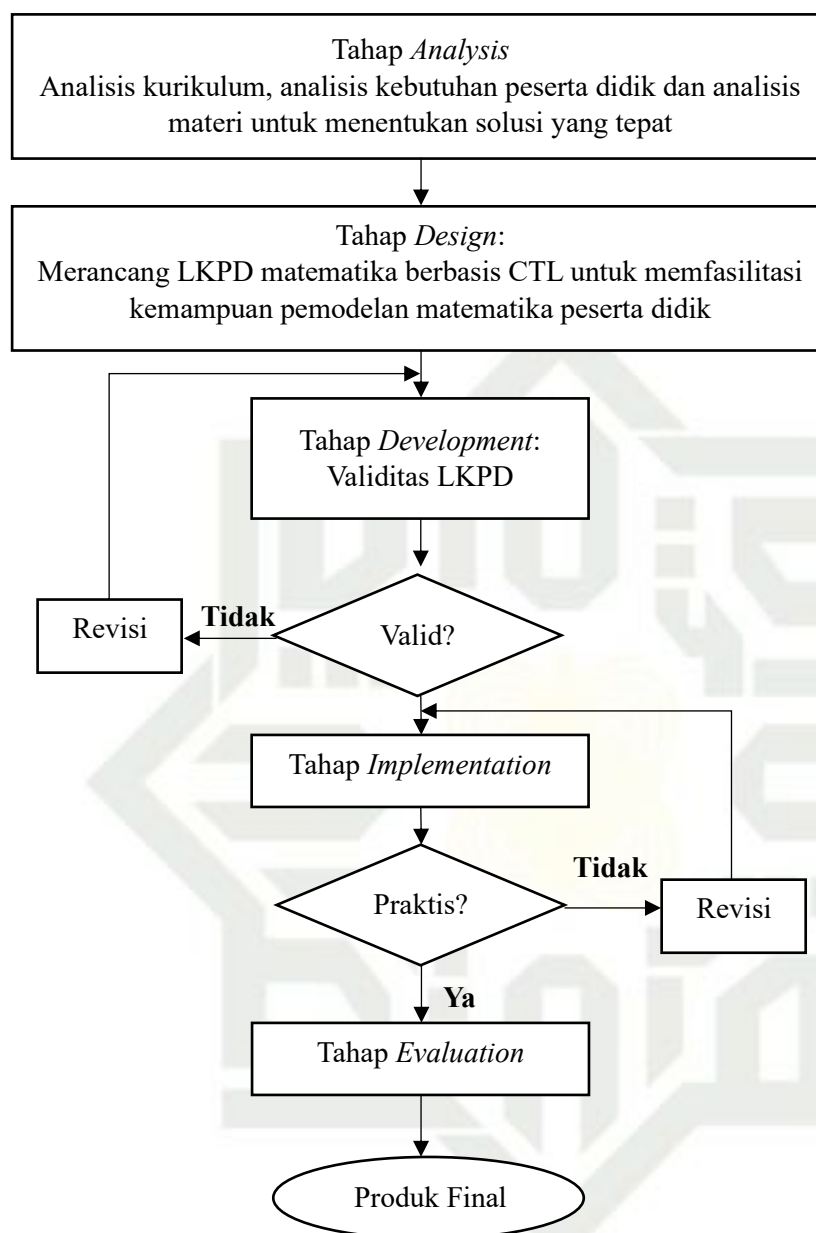 Tahap Analysis
Analisis kurikulum, analisis kebutuhan peserta didik dan analisis
materi untuk menentukan solusi yang tepat
Tahap Design:
Merancang LKPD matematika berbasis CTL untuk memfasilitasi
kemampuan pemodelan matematika peserta didik
Tahap Development:
Validitas LKPD
Revisi
Tidak
Valid?
Tahap Implementation
Praktis?
Tidak
Revisi
Ya
Tahap Evaluation
Produk Final